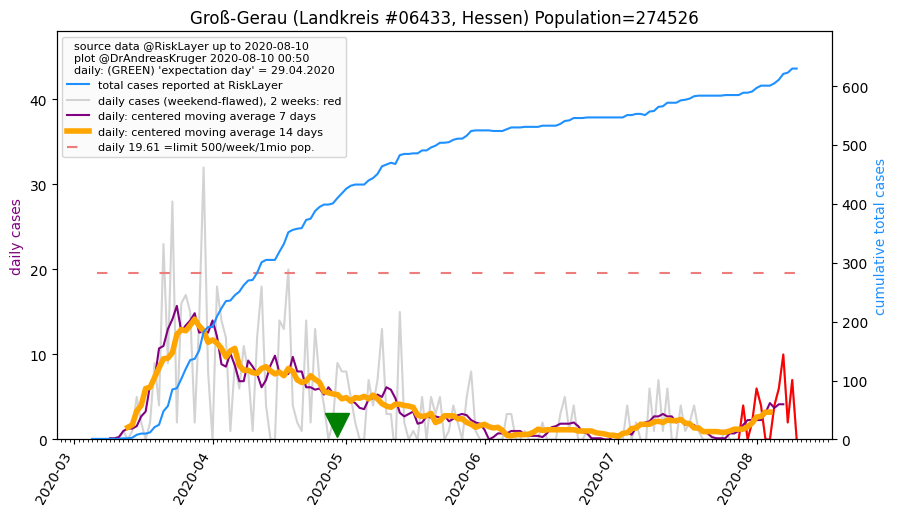 Groß-Gerau (Landkreis #06433, Hessen) Population=274526
source data @RiskLayer up to 2020-08-10
plot @DrAndreasKruger 2020-08-10 00:50
daily: (GREEN) 'expectation day' = 29.04.2020
total cases reported at RiskLayer
daily cases (weekend-flawed), 2 weeks: red
daily: centered moving average 7 days
daily: centered moving average 14 days
daily 19.61 =limit 500/week/1mio pop.
daily cases
40
30
20
10
0
cumulative total cases
600
500
400
300
200
100
0
2020-03
2020-04
2020-05
2020-06
2020-07
2020-08